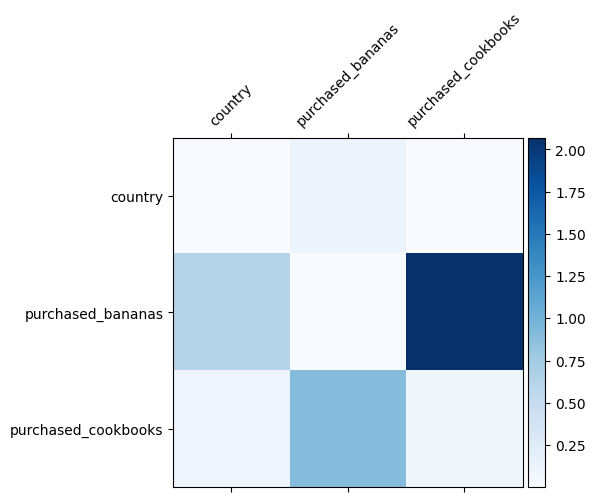 country
purchased_bananas
purchased_cookbooks
country
purchased_bananas
purchased_cookbooks
2.00
1.75
1.50
1.25
1.00
0.75
0.50
0.25